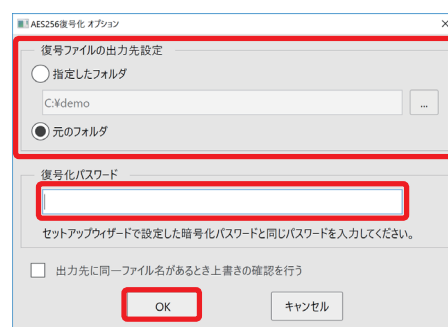 AES256復号化 オプション
復号ファイルの出力先設定
指定したフォルダ
C:¥demo
...
元のフォルダ
復号化パスワード
セットアップウィザードで設定した暗号化パスワードと同じパスワードを入力してください。
出力先に同一ファイル名があるとき上書きの確認を行う
OK キャンセル